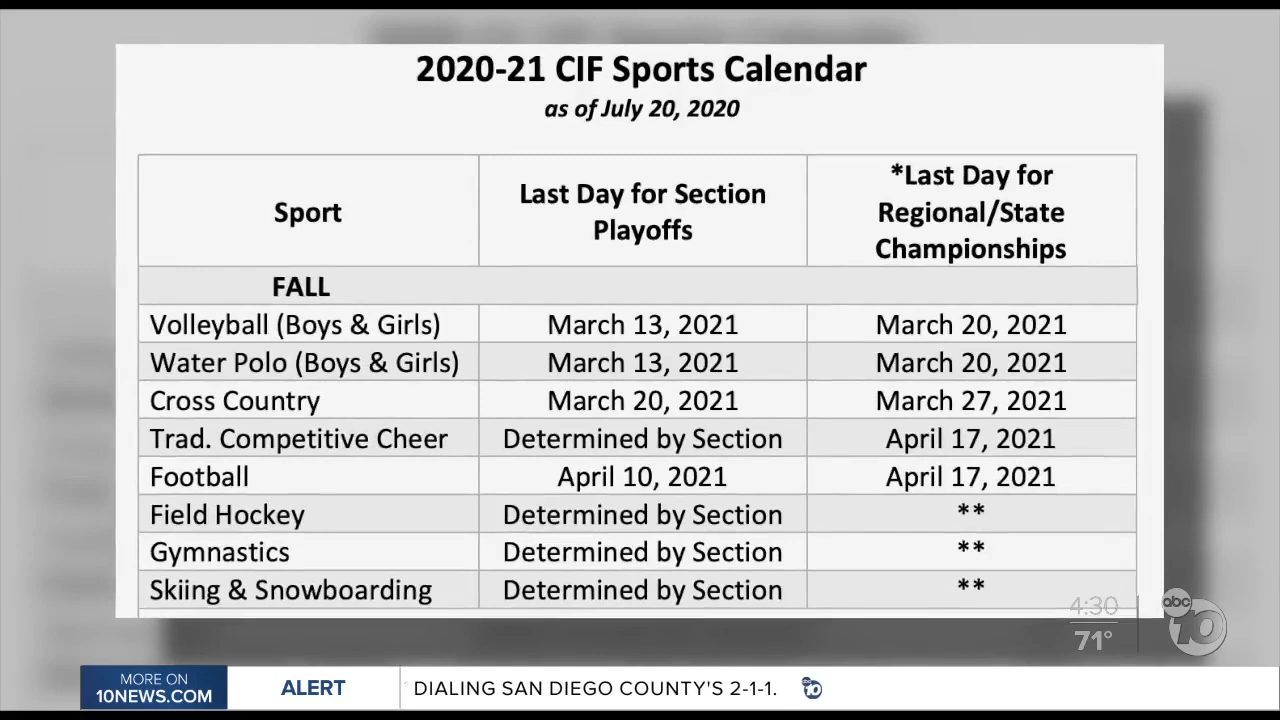 2020-21 CIF Sports Calendar
as of July 20, 2020
Sport
Last Day for Section
Playoffs
*Last Day for
Regional/State
Championships
FALL
Volleyball (Boys & Girls) March 13, 2021 March 20, 2021
Water Polo (Boys & Girls) March 13, 2021 March 20, 2021
Cross Country March 20, 2021 March 27, 2021
Trad. Competitive Cheer Determined by Section April 17, 2021
Football April 10, 2021 April 17, 2021
Field Hockey Determined by Section **
Gymnastics Determined by Section **
Skiing & Snowboarding Determined by Section **
4:30
71°
abc
10
MORE ON
10NEWS.COM
ALERT
DIALING SAN DIEGO COUNTY'S 2-1-1.
abc 10